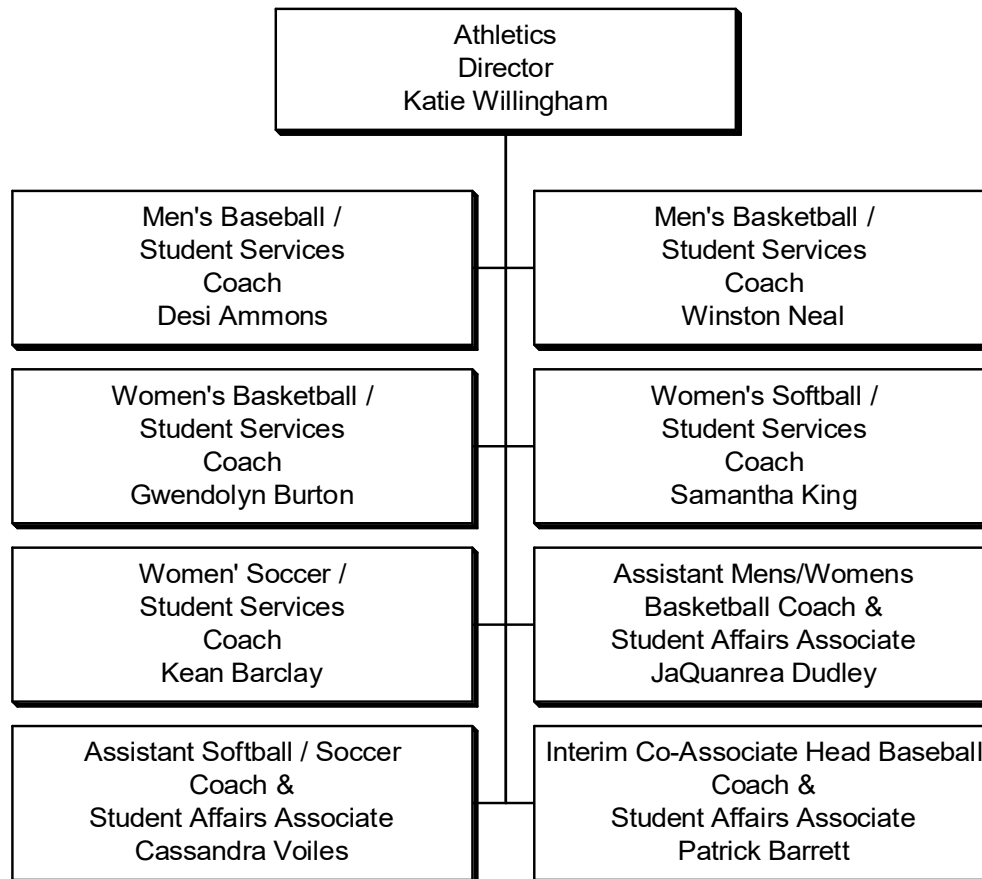 Athletics
Director
Katie Willingham
Men's Baseball /
Student Services
Coach
Desi Ammons
Men's Basketball /
Student Services
Coach
Winston Neal
Women's Basketball /
Student Services
Coach
Gwendolyn Burton
Women's Softball /
Student Services
Coach
Samantha King
Women' Soccer /
Student Services
Coach
Kean Barclay
Assistant Mens/Womens
Basketball Coach &
Student Affairs Associate
JaQuanrea Dudley
Assistant Softball / Soccer
Coach &
Student Affairs Associate
Cassandra Voiles
Interim Co-Associate Head Baseball
Coach &
Student Affairs Associate
Patrick Barrett